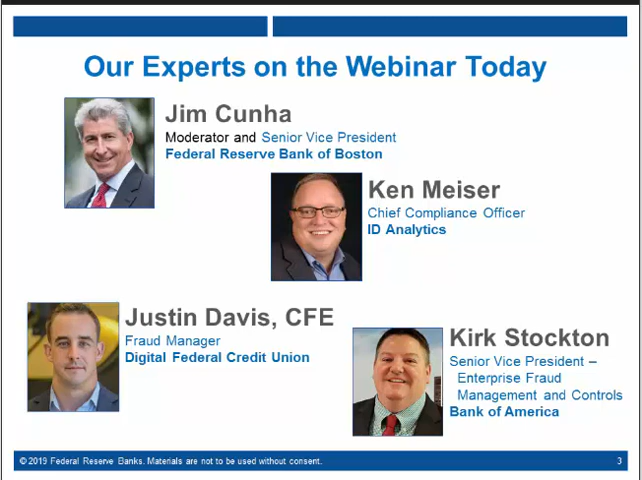 Our Experts on the Webinar Today
Jim Cunha
Moderator and Senior Vice President
Federal Reserve Bank of Boston
Ken Meiser
Chief Compliance Officer
ID Analytics
Justin Davis, CFE
Fraud Manager
Digital Federal Credit Union
Kirk Stockton
Senior Vice President –
Enterprise Fraud
Management and Controls
Bank of America
© 2019 Federal Reserve Banks. Materials are not to be used without consent.
3